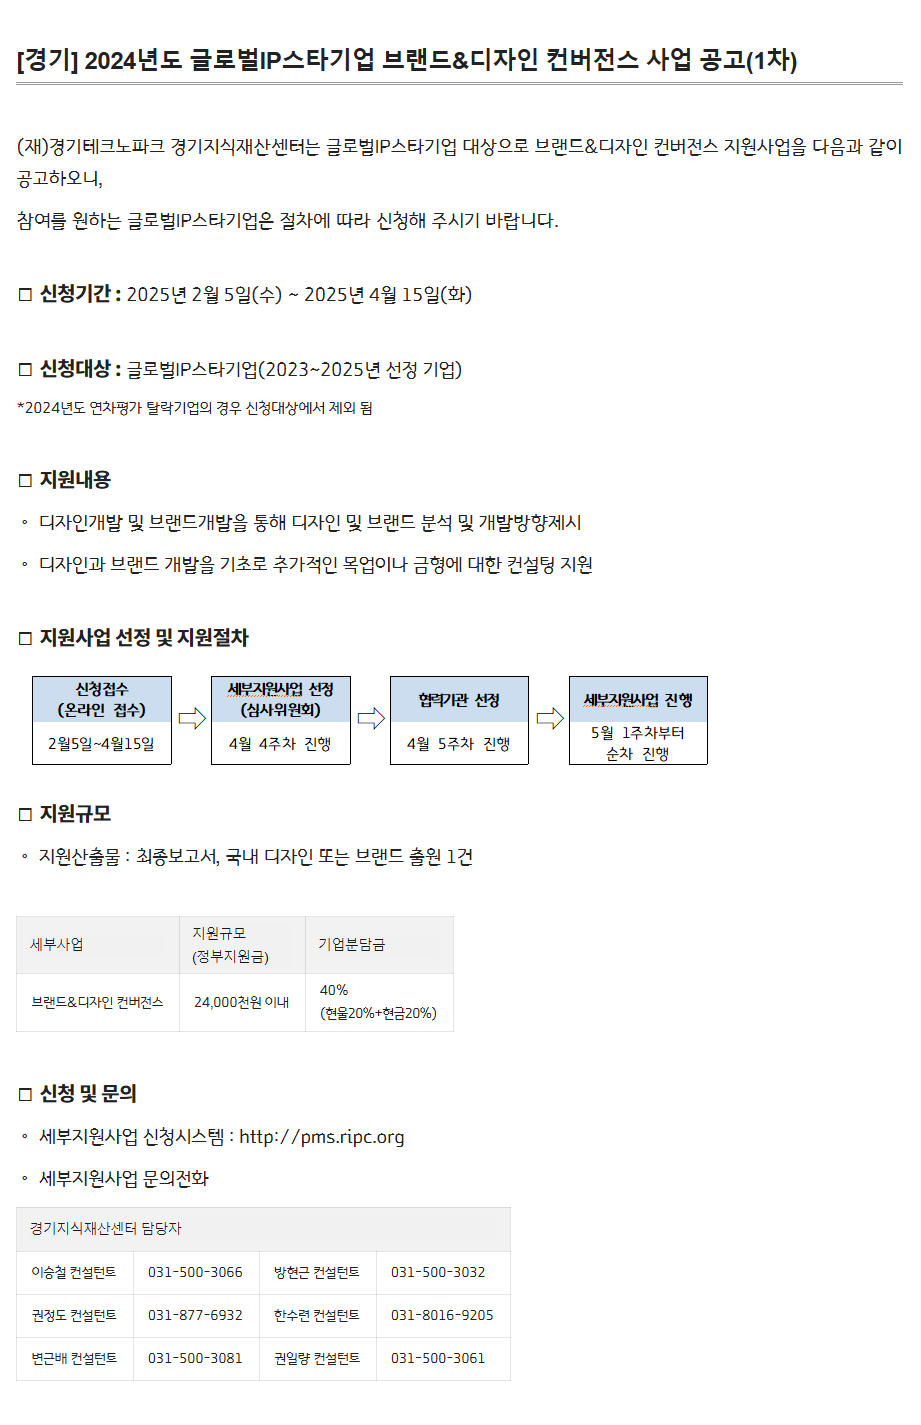 [경기] 2024년도 글로벌IP스타기업 브랜드&디자인 컨버전스 사업 공고(1차)
(재)경기테크노파크 경기지식재산센터는 글로벌IP스타기업 대상으로 브랜드&디자인 컨버전스 지원사업을 다음과 같이
공고하오니,
참여를 원하는 글로벌IP스타기업은 절차에 따라 신청해 주시기 바랍니다.
□ 신청기간 : 2025년 2월 5일(수) ~ 2025년 4월 15일(화)
□ 신청대상 : 글로벌IP스타기업(2023~2025년 선정 기업)
*2024년도 연차평가 탈락기업의 경우 신청대상에서 제외 됨
□ 지원내용
◦ 디자인개발 및 브랜드개발을 통해 디자인 및 브랜드 분석 및 개발방향제시
◦ 디자인과 브랜드 개발을 기초로 추가적인 목업이나 금형에 대한 컨설팅 지원
□ 지원사업 선정 및 지원절차
신청접수
(온라인 접수)
2월5일~4월15일
세부지원사업 선정
(심사위원회)
4월 4주차 진행
협력기관 선정
4월 5주차 진행
세부지원사업 진행
5월 1주차부터
순차 진행
□ 지원규모
◦ 지원산출물 : 최종보고서, 국내 디자인 또는 브랜드 출원 1건
세부사업
지원규모
(정부지원금)
기업분담금
브랜드&디자인 컨버전스
24,000천원 이내
40%
(현물20%+현금20%)
□ 신청 및 문의
◦ 세부지원사업 신청시스템 : http://pms.ripc.org
◦ 세부지원사업 문의전화
경기지식재산센터 담당자
이승철 컨설턴트 031-500-3066 방현근 컨설턴트 031-500-3032
권정도 컨설턴트 031-877-6932 한수련 컨설턴트 031-8016-9205
변근배 컨설턴트 031-500-3081 권일량 컨설턴트 031-500-3061